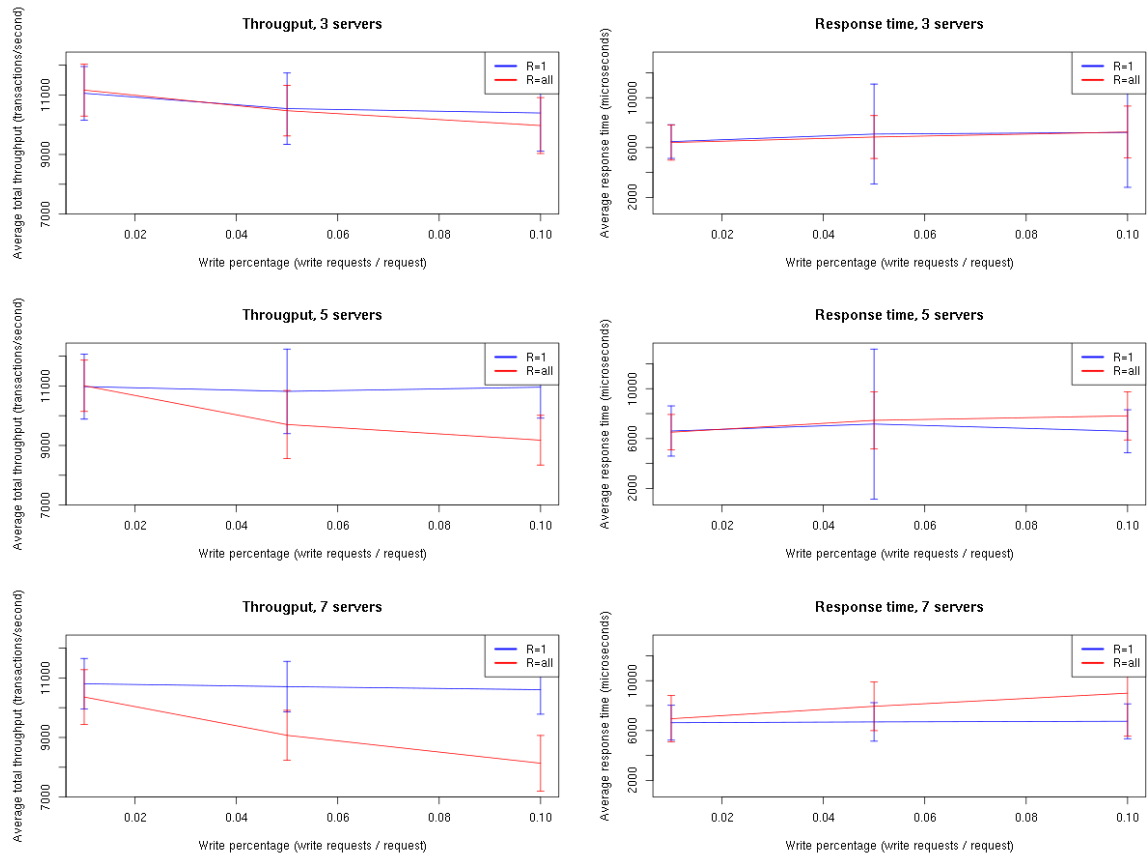 Througput, 3 servers
Average total throughput (transactions/second)
11000
9000
7000
R=1
R=all
0.02
0.04
0.06
0.08
0.10
Write percentage (write requests / request)
Response time, 3 servers
Average response time (microseconds)
10000
6000
2000
R=1
R=all
0.02
0.04
0.06
0.08
0.10
Write percentage (write requests / request)
Througput, 5 servers
Average total throughput (transactions/second)
11000
9000
7000
R=1
R=all
0.02
0.04
0.06
0.08
0.10
Write percentage (write requests / request)
Response time, 5 servers
Average response time (microseconds)
10000
6000
2000
R=1
R=all
0.02
0.04
0.06
0.08
0.10
Write percentage (write requests / request)
Througput, 7 servers
Average total throughput (transactions/second)
11000
9000
7000
R=1
R=all
0.02
0.04
0.06
0.08
0.10
Write percentage (write requests / request)
Response time, 7 servers
Average response time (microseconds)
10000
6000
2000
R=1
R=all
0.02
0.04
0.06
0.08
0.10
Write percentage (write requests / request)